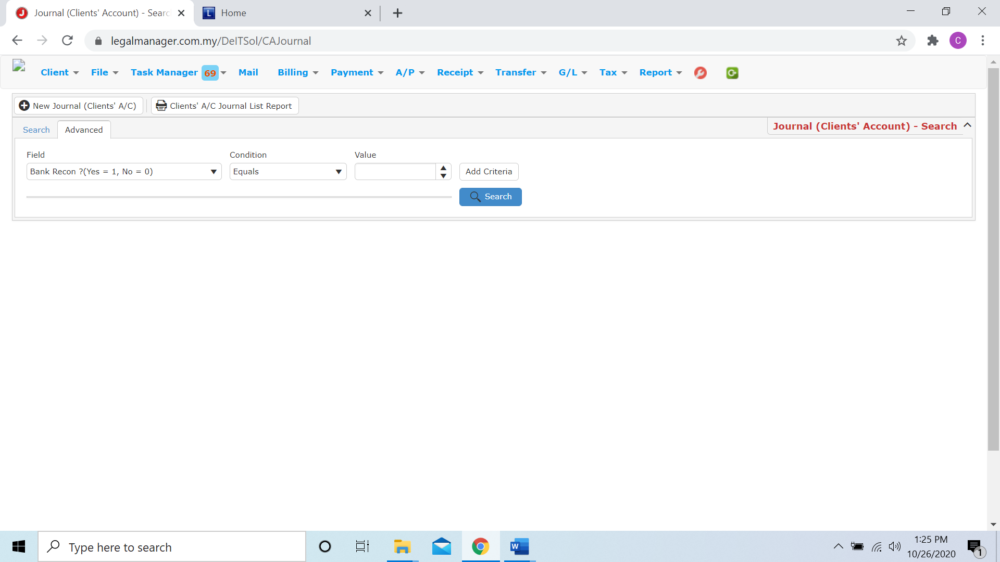 Journal (Clients' Account) - Searc
Home
legalmanager.com.my/DeITSol/CAJournal
Client File Task Manager 69 Mail Billing Payment A/P Receipt Transfer G/L Tax Report
New Journal (Clients' A/C) Clients' A/C Journal List Report
Search Advanced Journal (Clients' Account) - Search
Field Condition Value
Bank Recon ?(Yes = 1, No = 0) Equals Add Criteria
Search
Type here to search
1:25 PM
10/26/2020
1